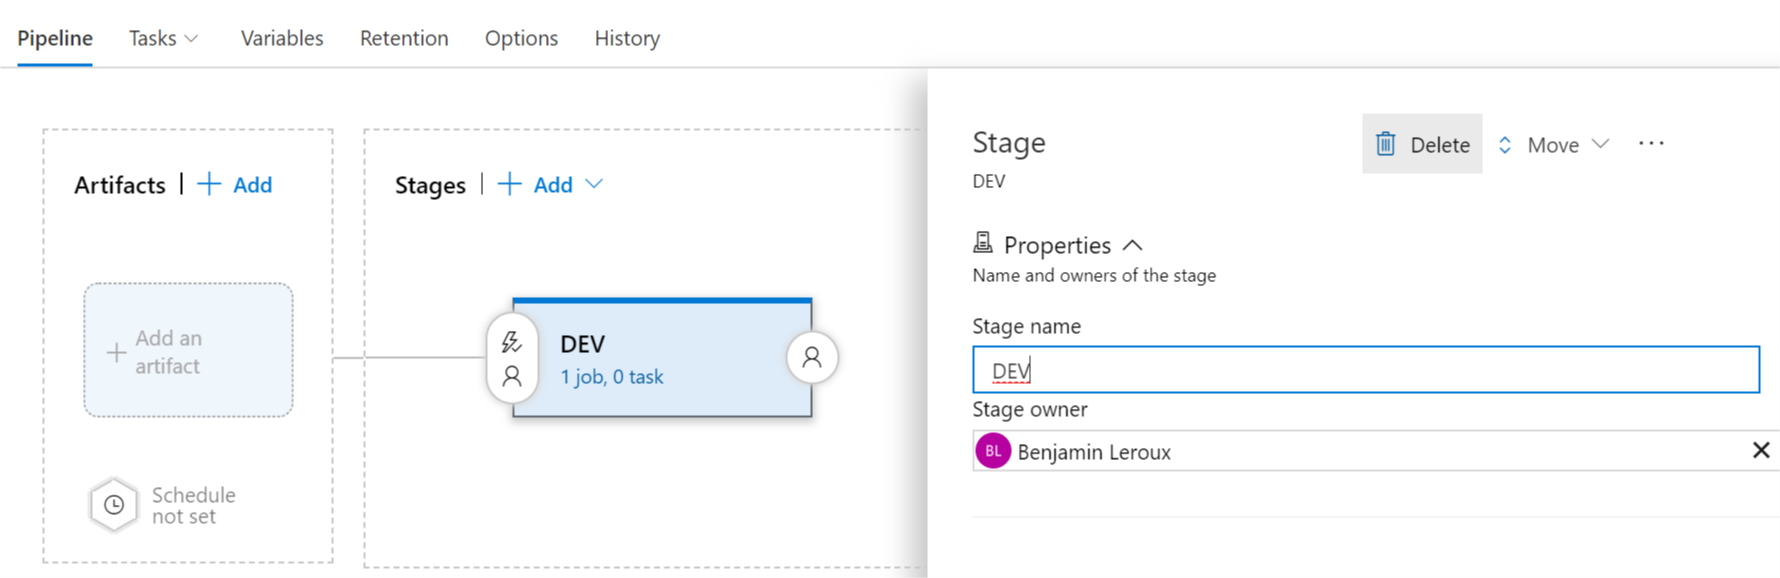 Pipeline Tasks Variables Retention Options History
Artifacts | + Add
Stages | + Add
Add an
artifact
Schedule
not set
DEV
1 job, 0 task
Stage
DEV
Delete
Move
...
Properties
Name and owners of the stage
Stage name
DEV
Stage owner
BL Benjamin Leroux